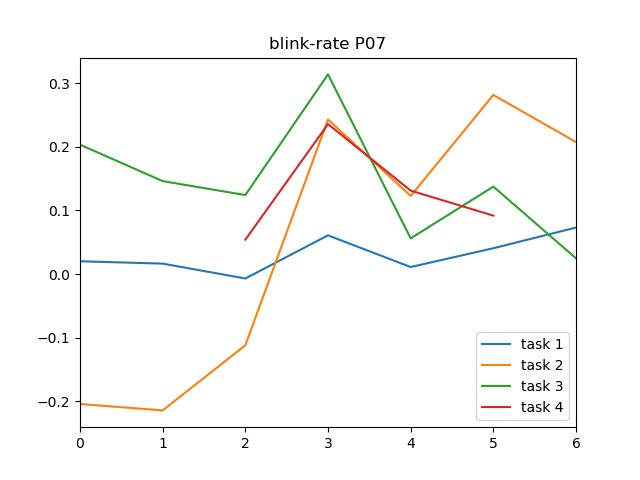 blink-rate P07
0.3
0.2
0.1
0.0
−0.1
−0.2
0 1 2 3 4 5 6
task 1
task 2
task 3
task 4